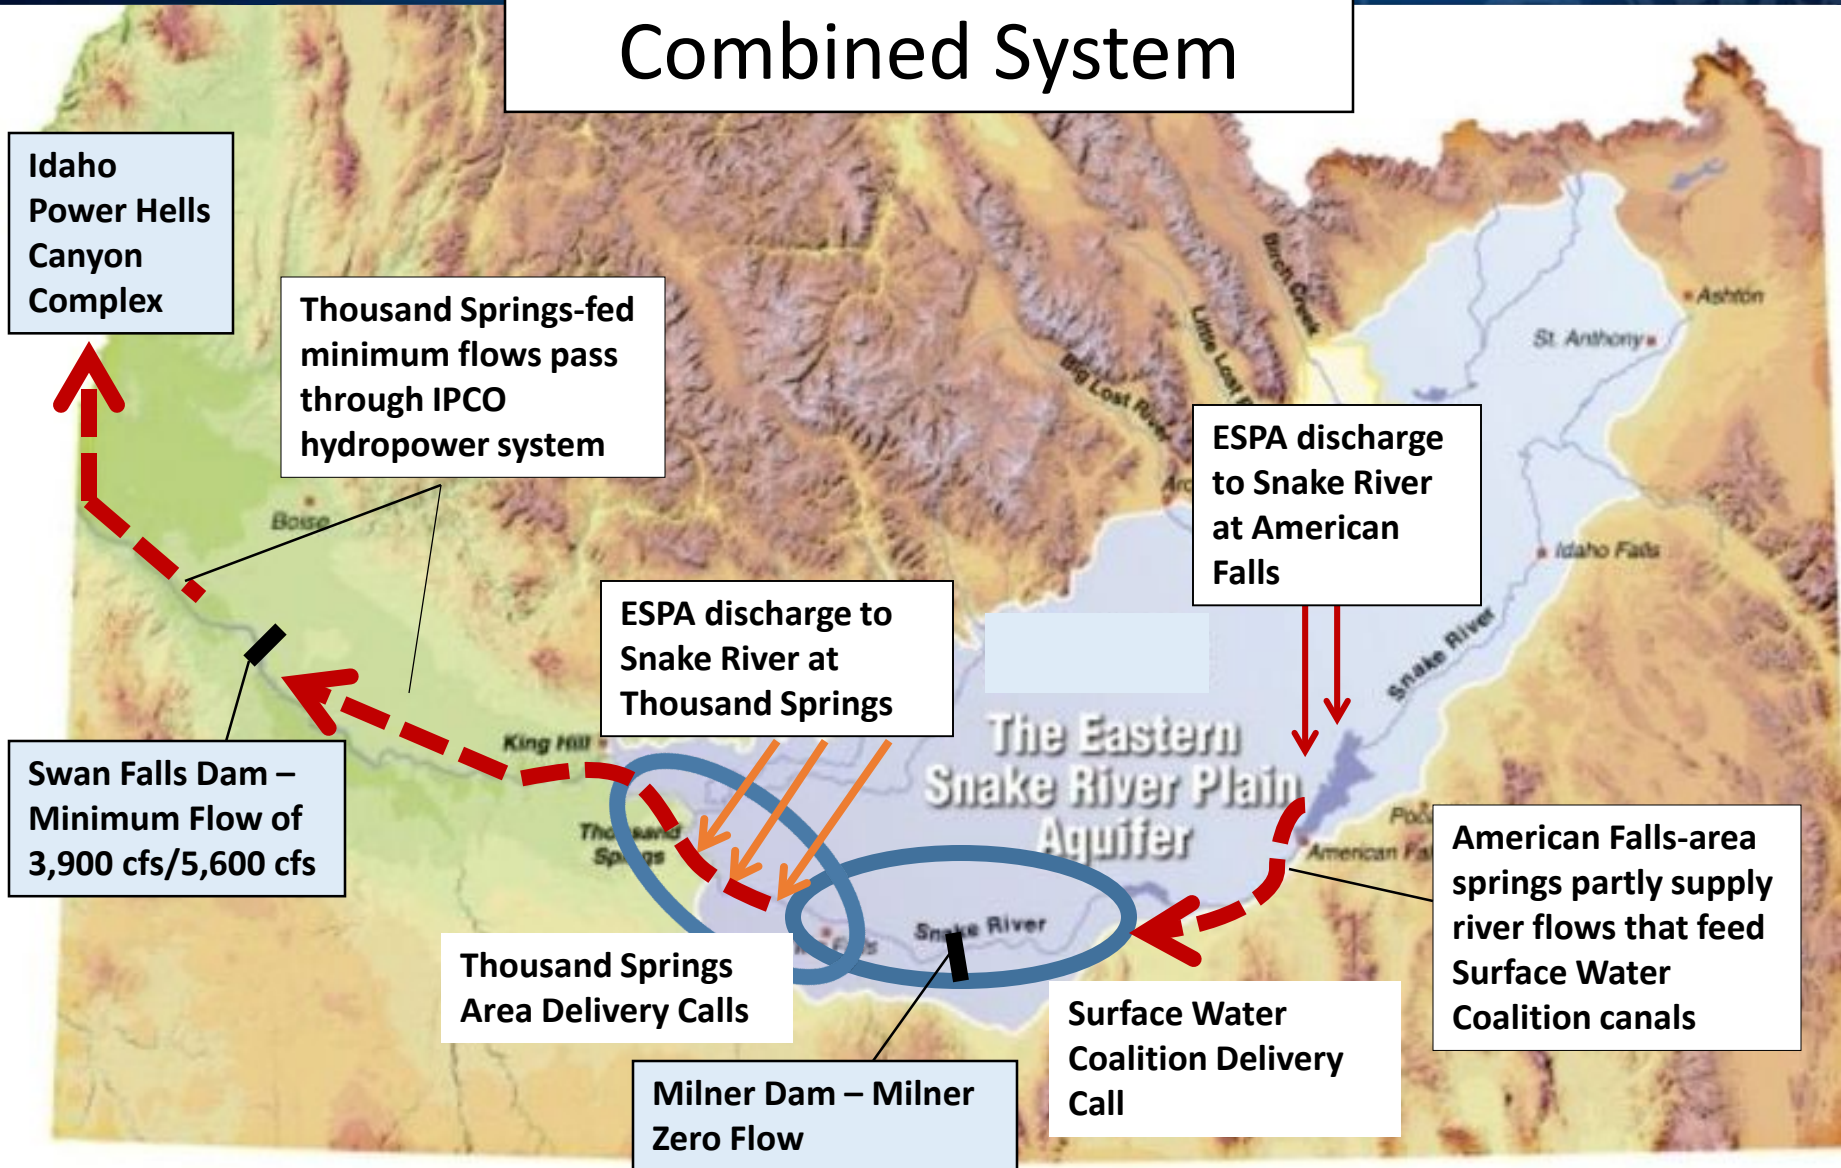 Combined System
Idaho
Power Hells
Canyon
Complex
Thousand Springs-fed
minimum flows pass
through IPCO
hydropower system
Birch Creek
Little Lost
Big Lost River
Ashton
St. Anthony
ESPA discharge
to Snake River
at American
Falls
Boise
Idaho Falls
Snake River
ESPA discharge to
Snake River at
Thousand Springs
King Hill
The Eastern
Snake River Plain
Aquifer
Swan Falls Dam –
Minimum Flow of
3,900 cfs/5,600 cfs
Thousand
Springs
American
American Falls-area
springs partly supply
river flows that feed
Surface Water
Coalition canals
Snake River
Falls
Thousand Springs
Area Delivery Calls
Surface Water
Coalition Delivery
Call
Milner Dam – Milner
Zero Flow